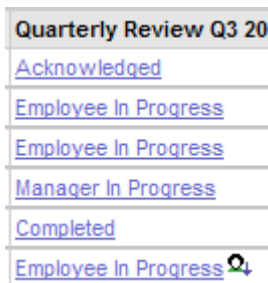 Quarterly Review Q3 20
Acknowledged
Employee In Progress
Employee In Progress
Manager In Progress
Completed
Employee In Progress